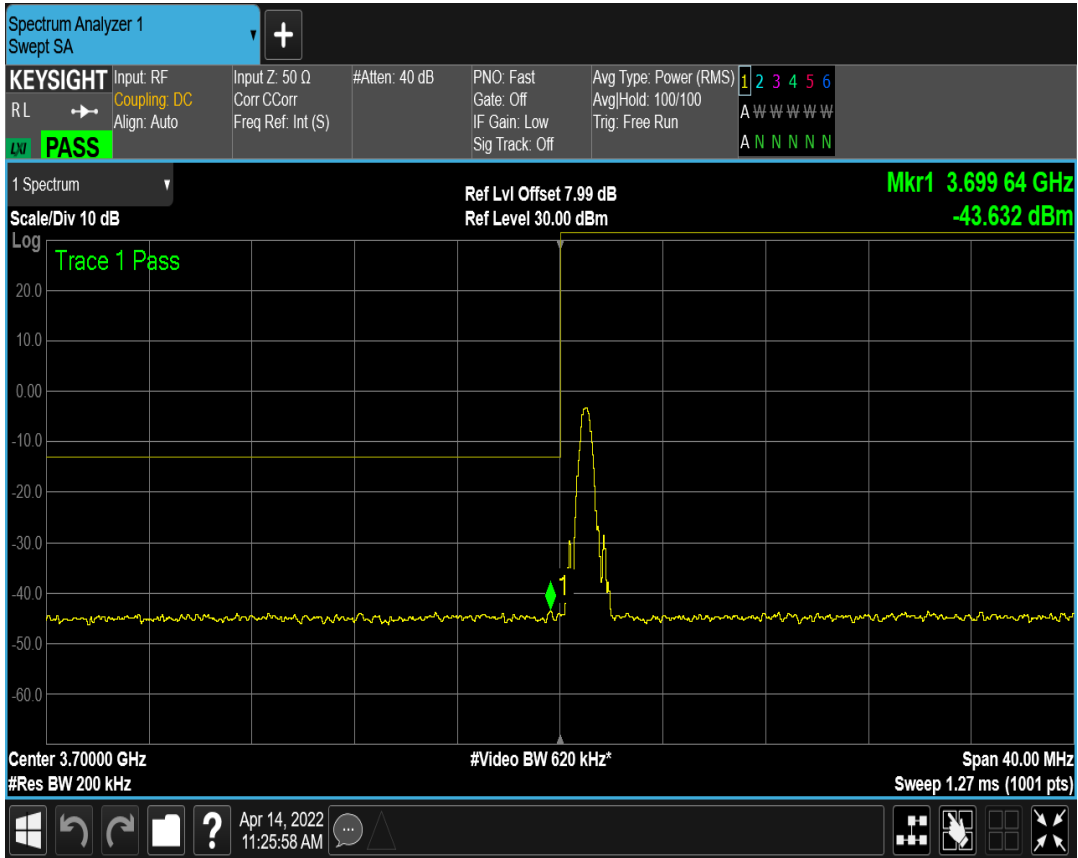 Spectrum Analyzer 1
Swept SA
+
KEYSIGHT
R L
LXI PASS
Input: RF
Coupling: DC
Align: Auto
Input Z: 50 Ω
Corr CCorr
Freq Ref: Int (S)
#Atten: 40 dB
PNO: Fast
Gate: Off
IF Gain: Low
Sig Track: Off
Avg Type: Power (RMS)
Avg|Hold: 100/100
Trig: Free Run
1 2 3 4 5 6
A W W W W W
A N N N N N
1 Spectrum
Scale/Div 10 dB
Ref Lvl Offset 7.99 dB
Ref Level 30.00 dBm
Mkr1 3.699 64 GHz
-43.632 dBm
Log
Trace 1 Pass
20.0
10.0
0.00
-10.0
-20.0
-30.0
-40.0
-50.0
-60.0
1
Center 3.70000 GHz
#Res BW 200 kHz
#Video BW 620 kHz*
Span 40.00 MHz
Sweep 1.27 ms (1001 pts)
?
Apr 14, 2022
11:25:58 AM